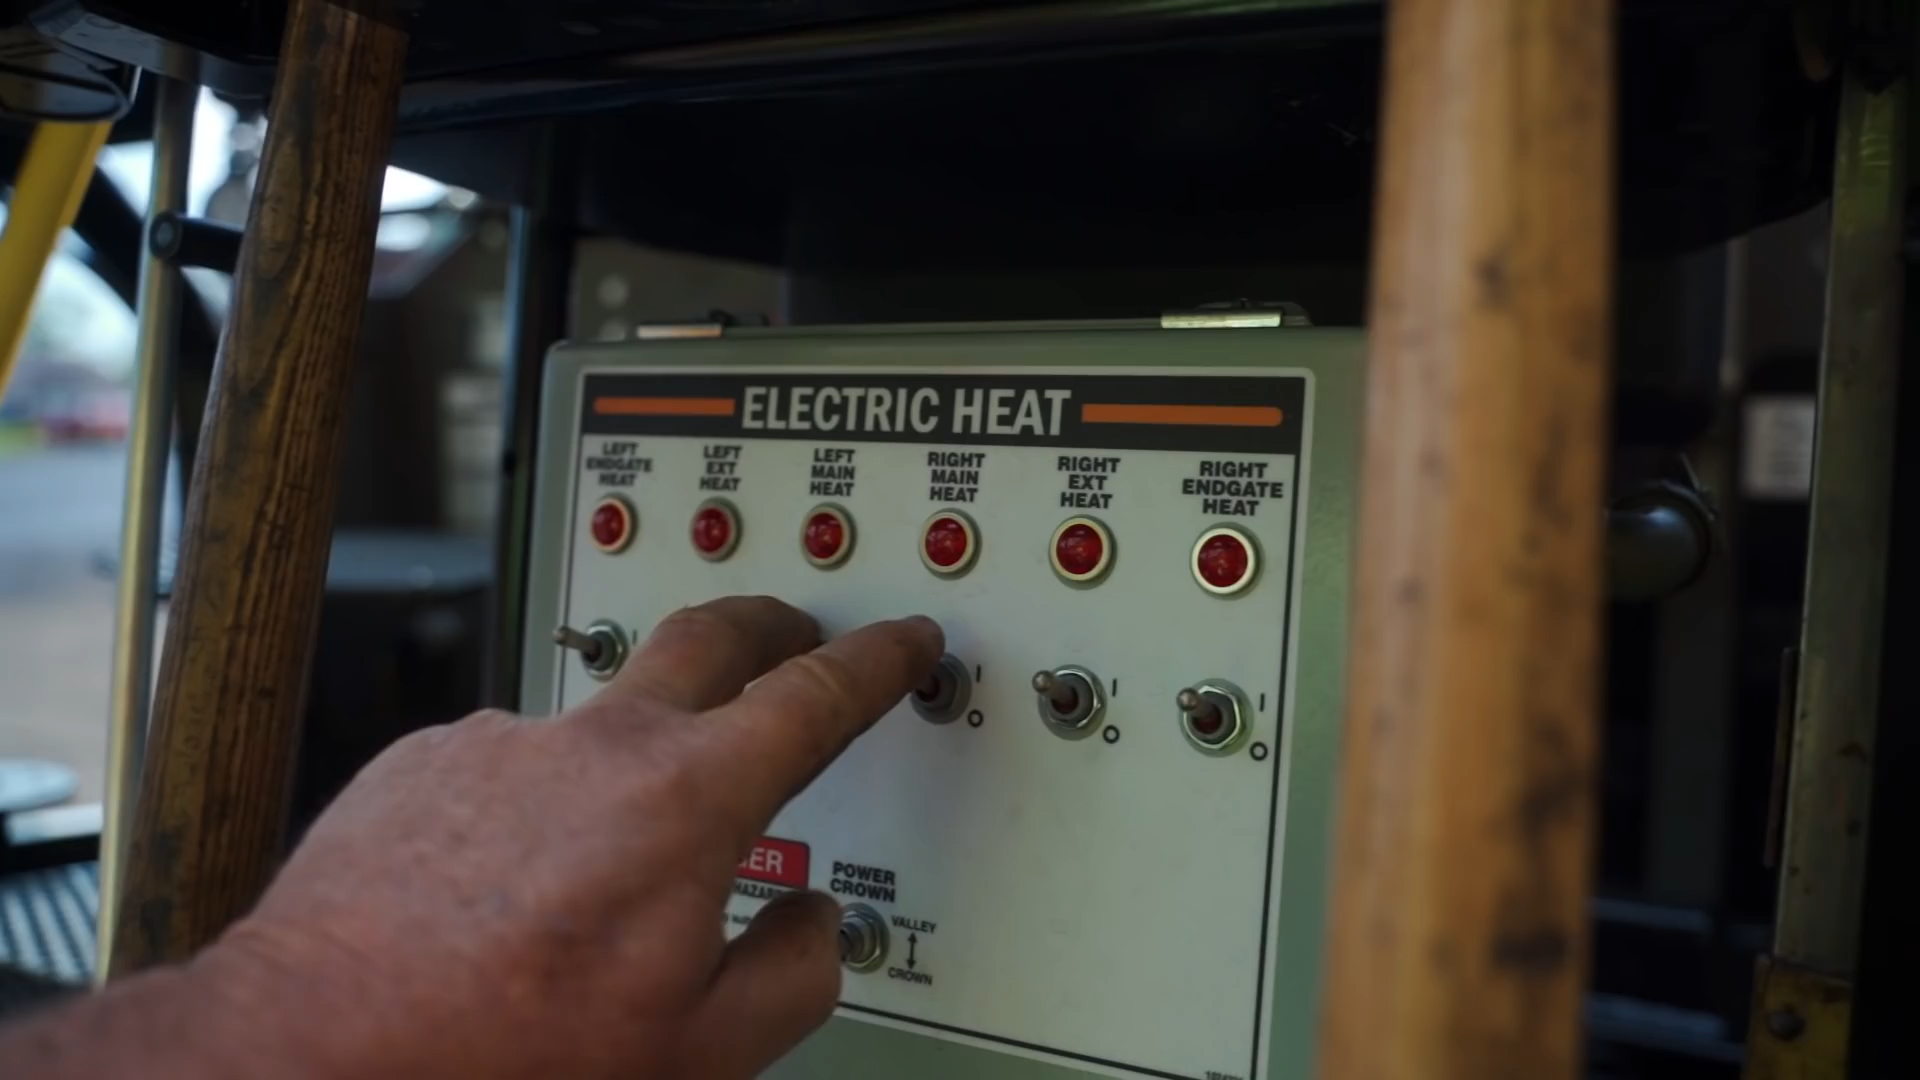 ELECTRIC HEAT
LEFT
ENDGATE
HEAT
LEFT
EXT
HEAT
LEFT
MAIN
HEAT
RIGHT
MAIN
HEAT
RIGHT
EXT
HEAT
RIGHT
ENDGATE
HEAT
I
I
O
I
O
I
O
POWER
CROWN
VALLEY
CROWN